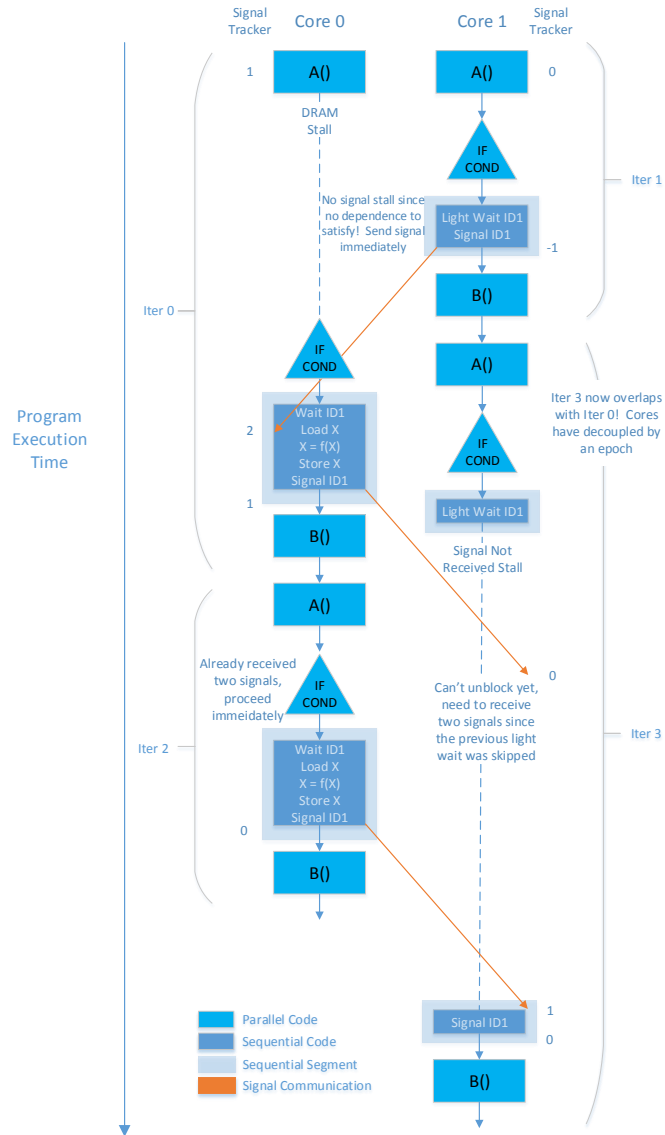 Signal
Tracker
Core 0
Core 1
Signal
Tracker
1
A()
A()
0
DRAM
Stall
IF
COND
Iter 1
No signal stall since
no dependence to
satisfy!  Send signal
immediately
Light Wait ID1
Signal ID1
-1
B()
Iter 0
IF
COND
A()
Iter 3 now overlaps
with Iter 0!  Cores
have decoupled by
an epoch
Program
Execution
Time
2
Wait ID1
Load X
X = f(X)
Store X
Signal ID1
1
IF
COND
Light Wait ID1
B()
Signal Not
Received Stall
A()
Already received
two signals,
proceed
immeidately
IF
COND
0
Can't unblock yet,
need to receive
two signals since
the previous light
wait was skipped
Iter 2
Iter 3
Wait ID1
Load X
X = f(X)
Store X
Signal ID1
0
B()
Signal ID1
1
0
B()
Parallel Code
Sequential Code
Sequential Segment
Signal Communication